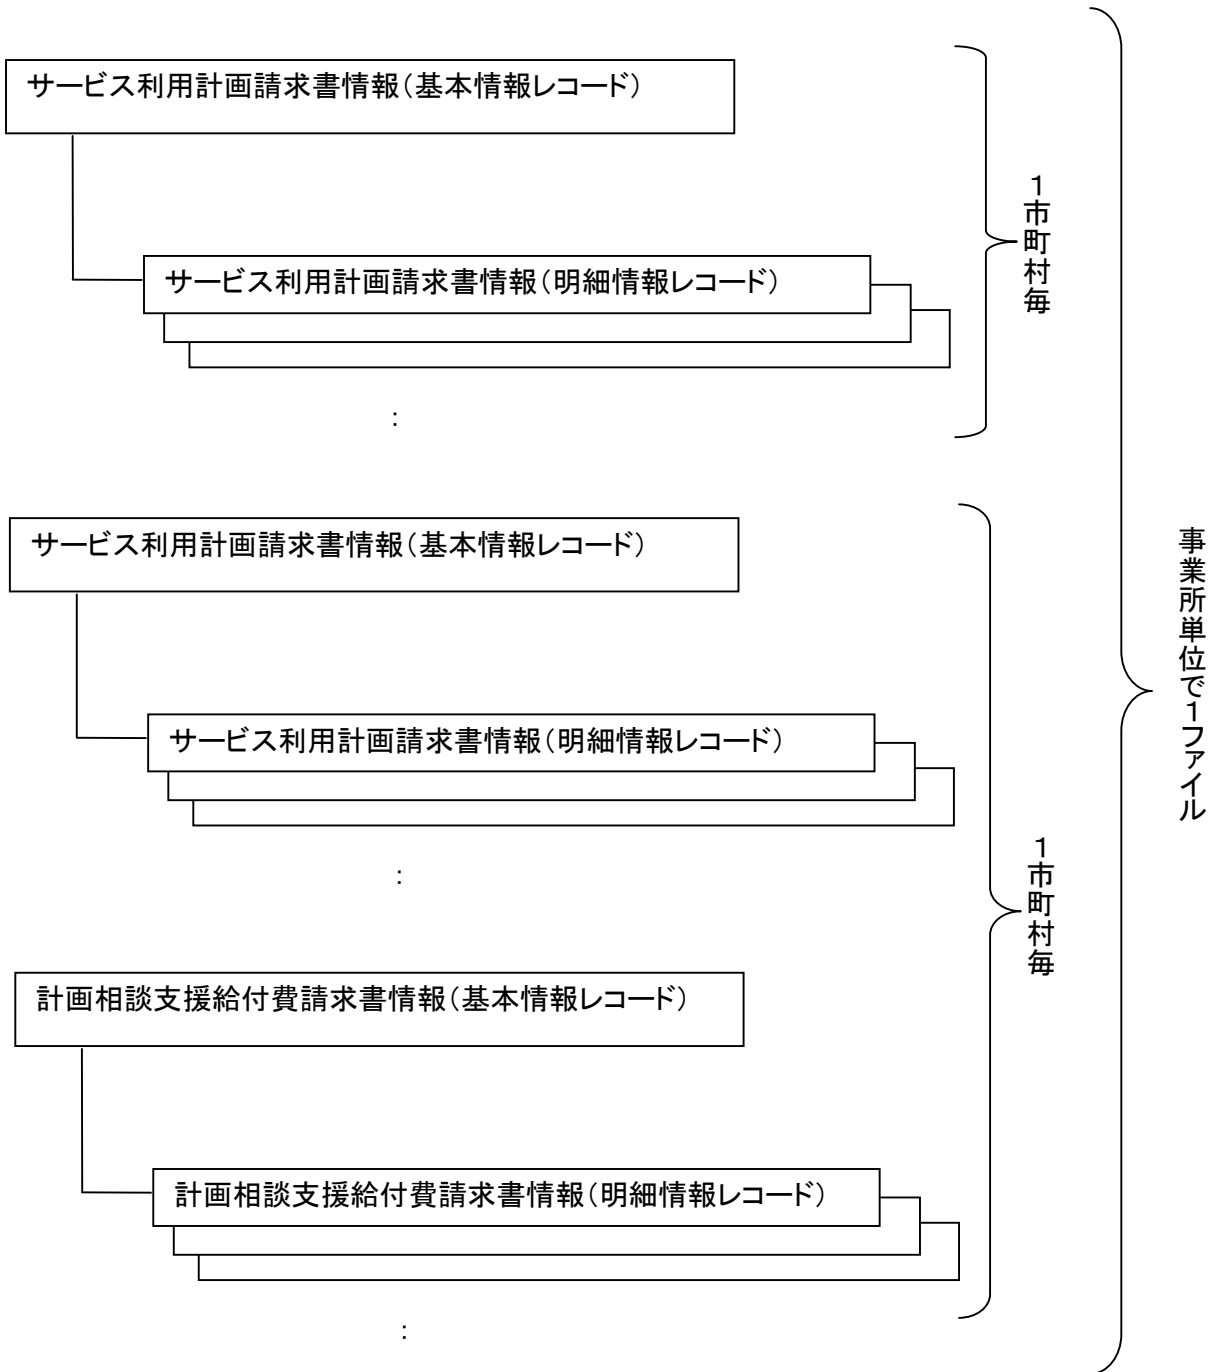 サービス利用計画請求書情報（基本情報レコード）
サービス利用計画請求書情報（明細情報レコード）
：
１市町村毎
サービス利用計画請求書情報（基本情報レコード）
サービス利用計画請求書情報（明細情報レコード）
：
計画相談支援給付費請求書情報（基本情報レコード）
計画相談支援給付費請求書情報（明細情報レコード）
：
１市町村毎
事業所単位で１ファイル